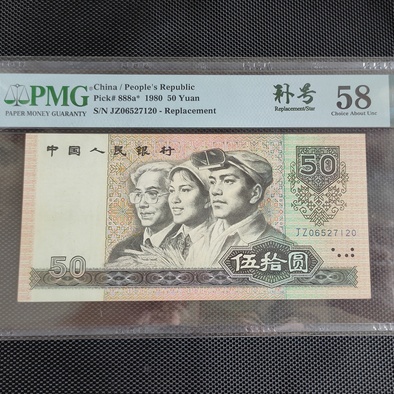 PMG
PAPER MONEY GUARANTY
China / People's Republic
Pick# 888a* 1980 50 Yuan
S/N JZ06527120 - Replacement
补号
Replacement/Star
58
Choice About Unc
中国人民银行
50
JZ06527120
50
伍拾圆